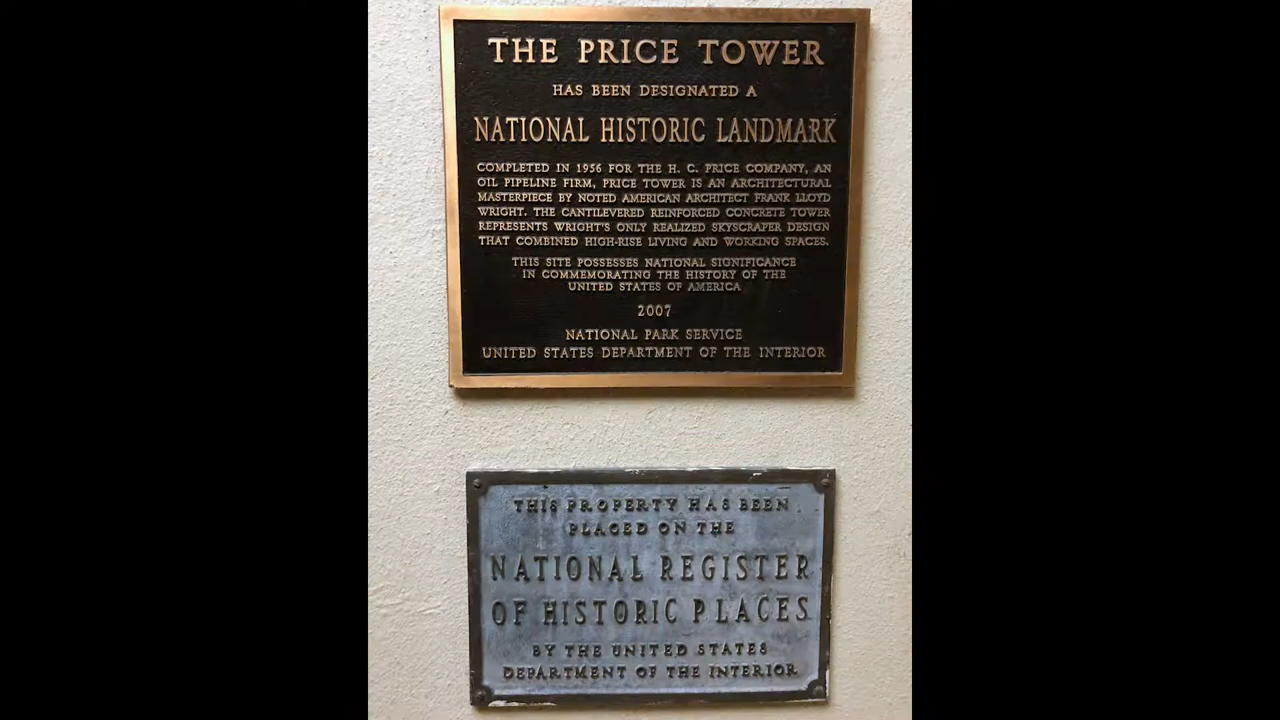 THE PRICE TOWER
HAS BEEN DESIGNATED A
NATIONAL HISTORIC LANDMARK
COMPLETED IN 1956 FOR THE H. C. PRICE COMPANY, AN
OIL PIPELINE FIRM, PRICE TOWER IS AN ARCHITECTURAL
MASTERPIECE BY NOTED AMERICAN ARCHITECT FRANK LLOYD
WRIGHT. THE CANTILEVERED REINFORCED CONCRETE TOWER
REPRESENTS WRIGHT'S ONLY REALIZED SKYSCRAPER DESIGN
THAT COMBINED HIGH-RISE LIVING AND WORKING SPACES.
THIS SITE POSSESSES NATIONAL SIGNIFICANCE
IN COMMEMORATING THE HISTORY OF THE
UNITED STATES OF AMERICA
2007
NATIONAL PARK SERVICE
UNITED STATES DEPARTMENT OF THE INTERIOR
THIS PROPERTY HAS BEEN
PLACED ON THE
NATIONAL REGISTER
OF HISTORIC PLACES
BY THE UNITED STATES
DEPARTMENT OF THE INTERIOR